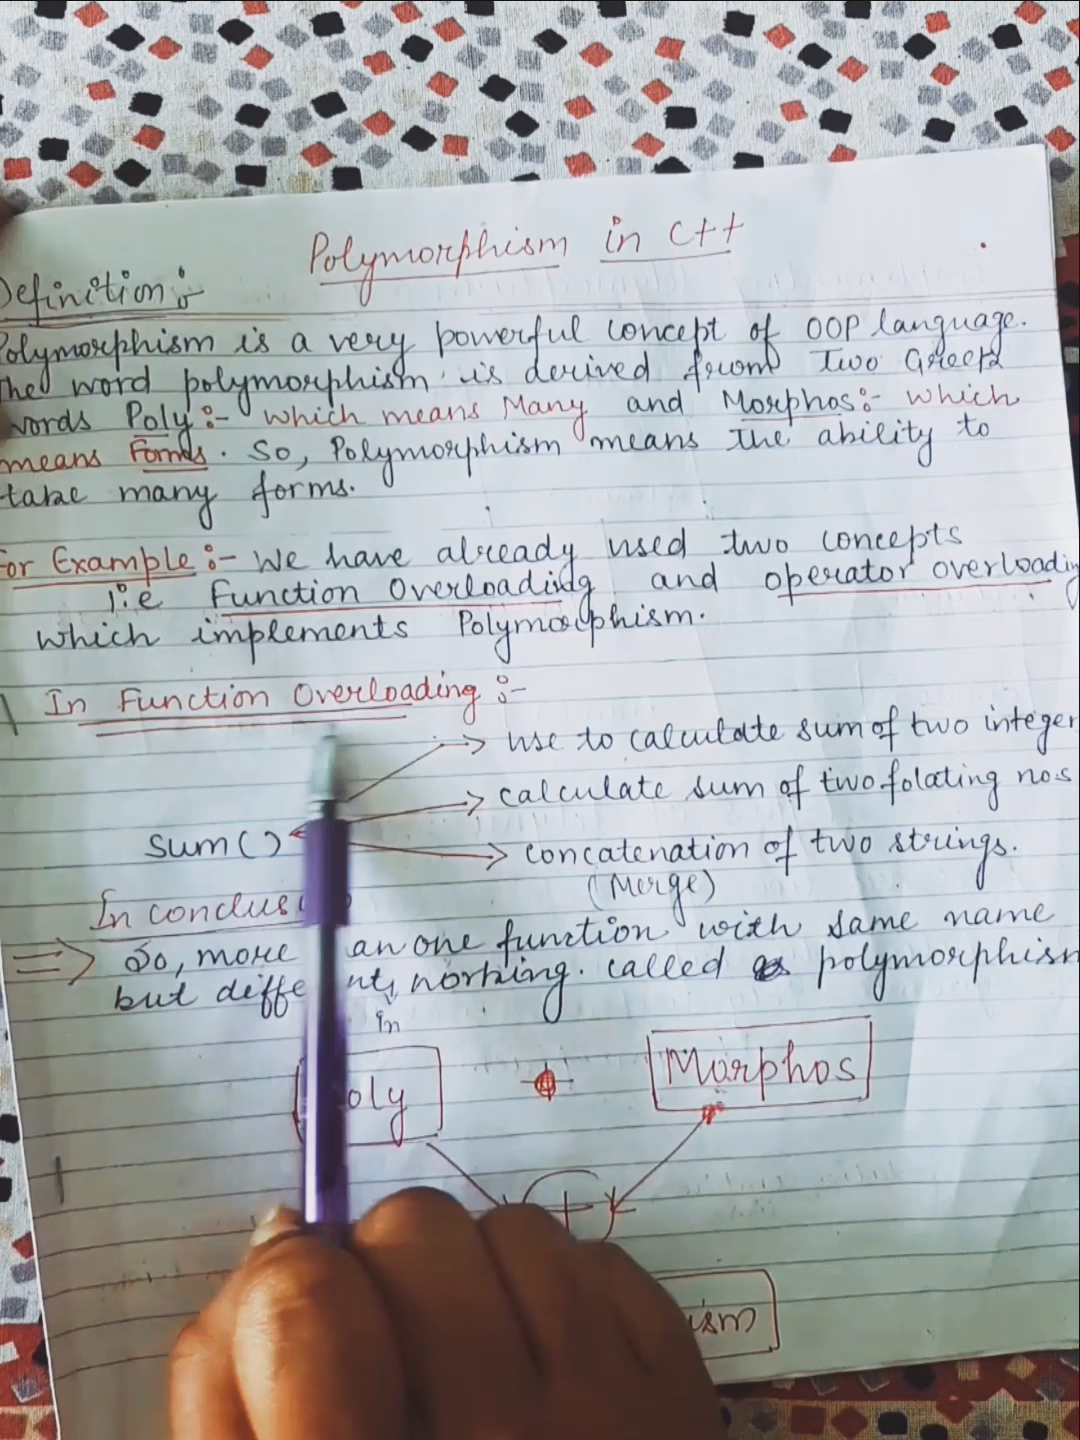 Polymorphism in C++
Definition :-
Polymorphism is a very powerful concept of OOP language.
The word polymorphism is derived from Two Greek
words Poly :- which means Many and Morphos :- which
means Forms. So, Polymorphism means the ability to
take many forms.
For Example :- We have already used two concepts
i.e Function Overloading and operator overloading
which implements Polymorphism.
In Function Overloading :-
use to calculate sum of two integer
calculate sum of two folating nos
Sum()
concatenation of two strings.
(Merge)
In conclus
So, more an one function with same name
but diffe nt working. called polymorphism
in
oly
Morphos
+
ism